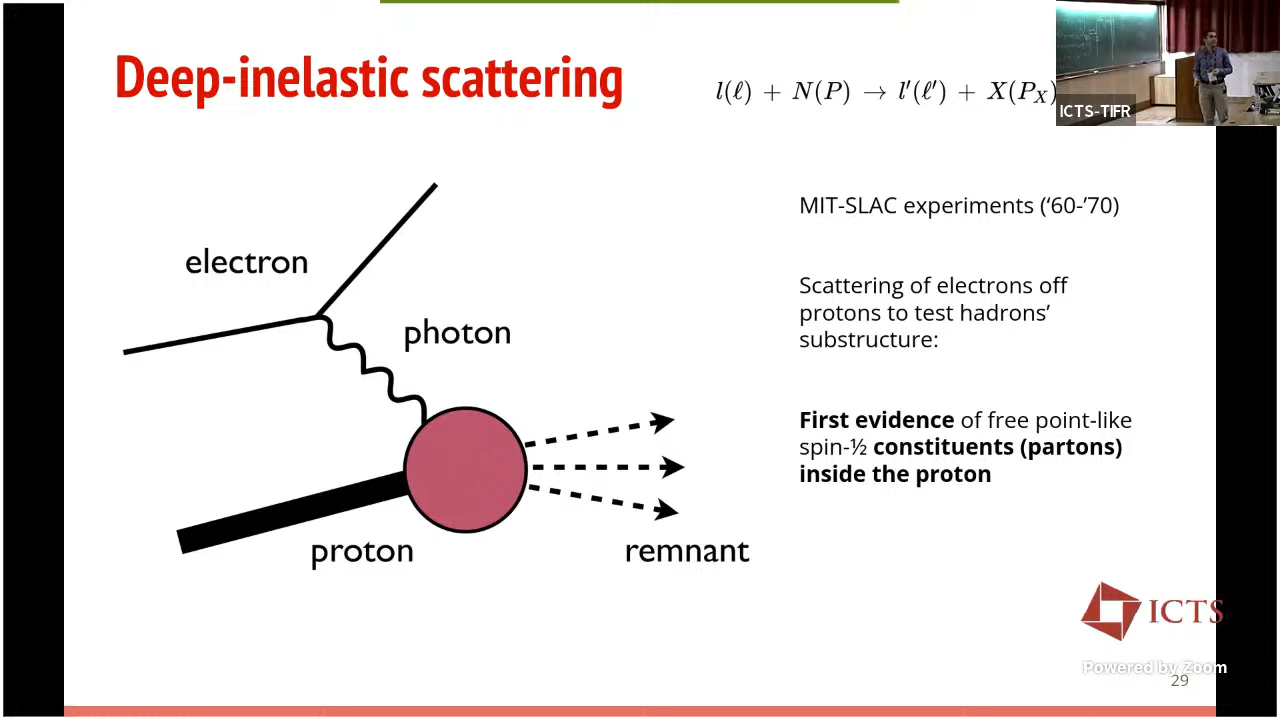 Deep-inelastic scattering
l(ℓ) + N(P) → l′(ℓ′) + X(P_X)
ICTS-TIFR
MIT-SLAC experiments (‘60-’70)
electron
Scattering of electrons off
protons to test hadrons’
substructure:
photon
First evidence of free point-like
spin-½ constituents (partons)
inside the proton
proton
remnant
ICTS
Powered by Zoom
29